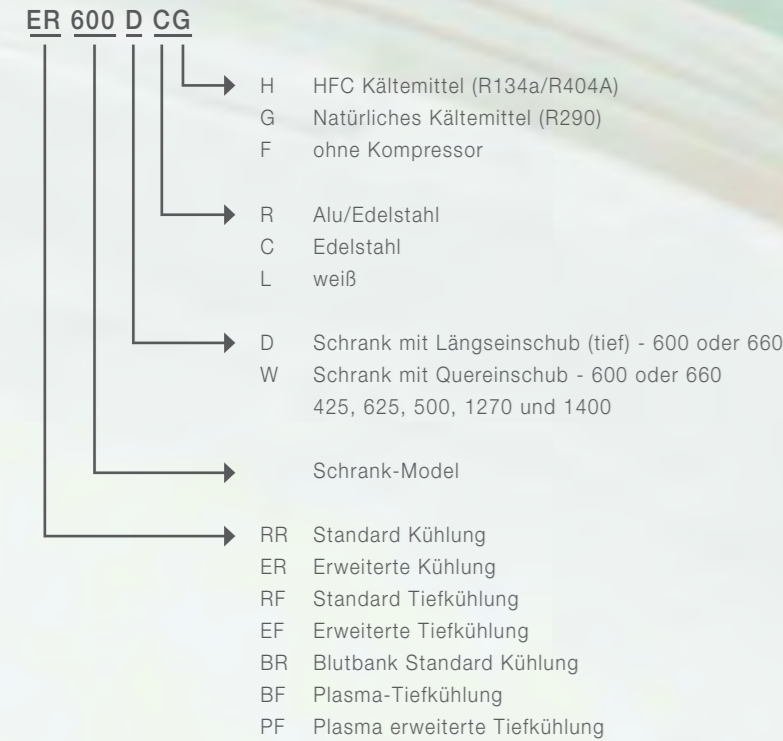 ER 600 D CG
H HFC Kältemittel (R134a/R404A)
G Natürliches Kältemittel (R290)
F ohne Kompressor
R Alu/Edelstahl
C Edelstahl
L weiß
D Schrank mit Längseinschub (tief) - 600 oder 660
W Schrank mit Quereinschub - 600 oder 660
425, 625, 500, 1270 und 1400
Schrank-Model
RR Standard Kühlung
ER Erweiterte Kühlung
RF Standard Tiefkühlung
EF Erweiterte Tiefkühlung
BR Blutbank Standard Kühlung
BF Plasma-Tiefkühlung
PF Plasma erweiterte Tiefkühlung